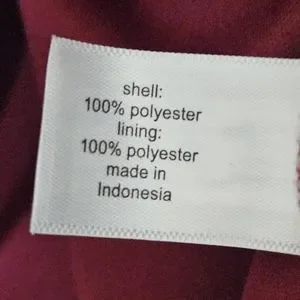 shell:
100% polyester
lining:
100% polyester
made in
Indonesia